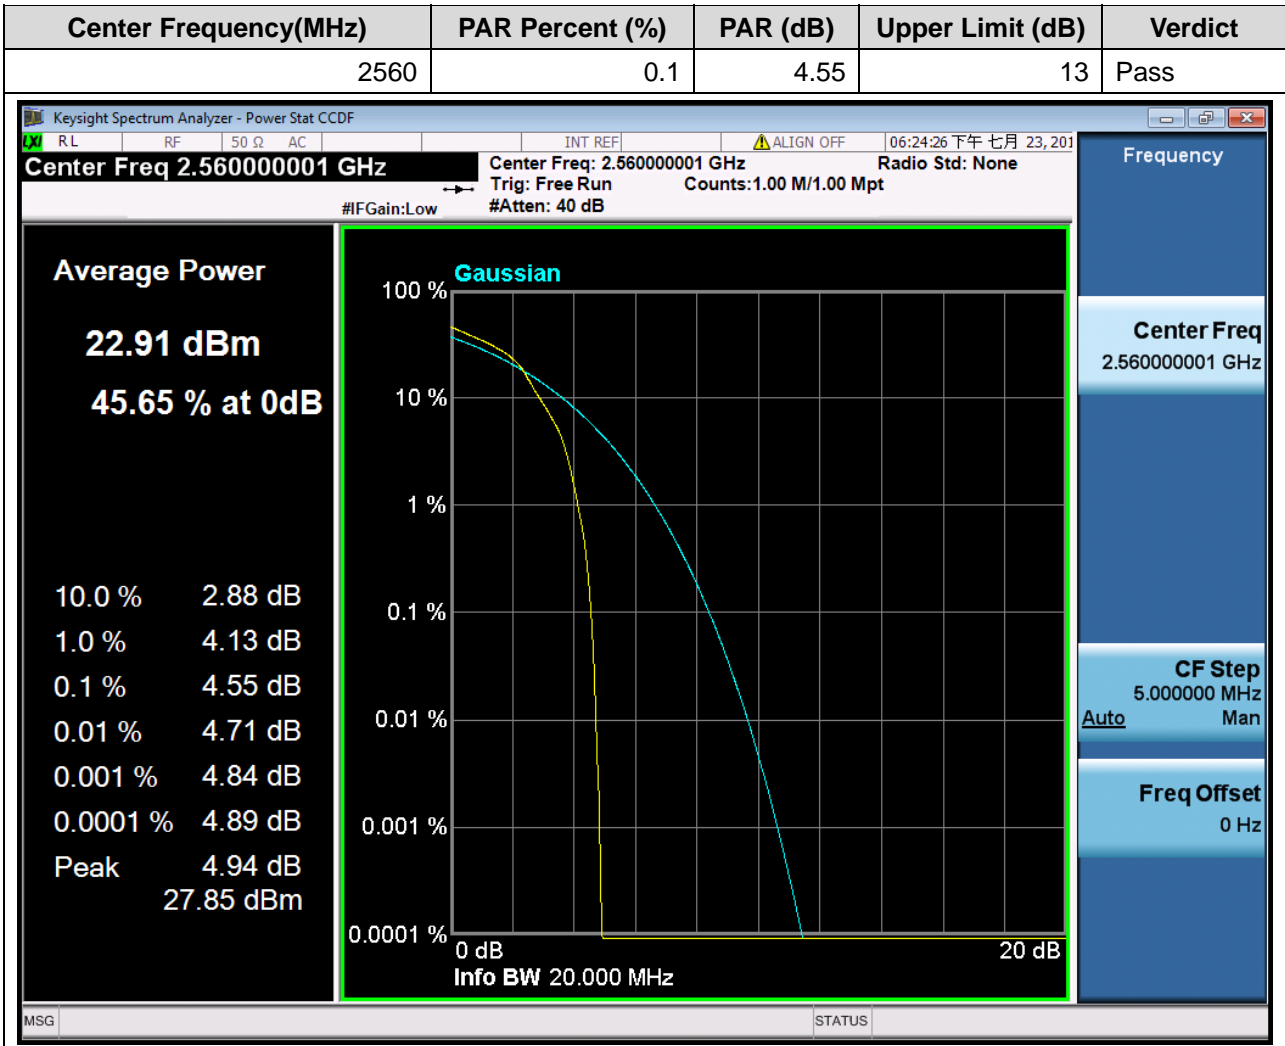 Center Frequency(MHz) PAR Percent (%) PAR (dB) Upper Limit (dB) Verdict
2560 0.1 4.55 13 Pass
Keysight Spectrum Analyzer - Power Stat CCDF
LXI RL RF 50 Ω AC INT REF ALIGN OFF 06:24:26 下午 七月 23, 201
Center Freq 2.560000001 GHz
Center Freq: 2.560000001 GHz Radio Std: None
Trig: Free Run Counts:1.00 M/1.00 Mpt
#IFGain:Low #Atten: 40 dB
Average Power
22.91 dBm
45.65 % at 0dB
10.0 % 2.88 dB
1.0 % 4.13 dB
0.1 % 4.55 dB
0.01 % 4.71 dB
0.001 % 4.84 dB
0.0001 % 4.89 dB
Peak 4.94 dB
27.85 dBm
Gaussian
100 %
10 %
1 %
0.1 %
0.01 %
0.001 %
0.0001 %
0 dB 20 dB
Info BW 20.000 MHz
Frequency
Center Freq
2.560000001 GHz
CF Step
5.000000 MHz
Auto Man
Freq Offset
0 Hz
MSG STATUS